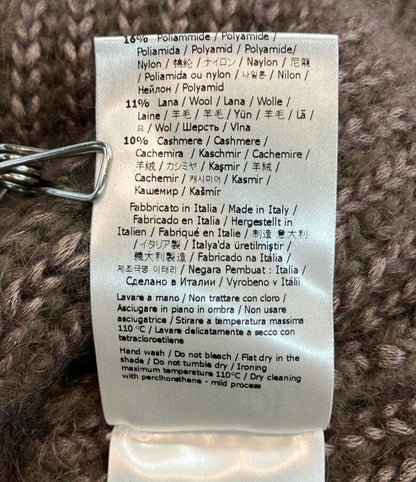 16% Poliammide / Polyamide /
Poliamida / Polyamid / Polyamide/
Nylon / 锦纶 / ナイロン / Naylon / 尼龍
/ Poliamida ou nylon / 나일론 / Nilon /
Нейлон / Polyamid
11% Lana / Wool / Lana / Wolle /
Laine / 羊毛 / 羊毛 / Yün / 羊毛 / Lã /
모 / Wol / Шерсть / Vlna
10% Cashmere / Cashmere /
Cachemira / Kaschmir / Cachemire/
羊绒 / カシミヤ / Kaşmir / 羊絨 /
Cachemir / 캐시미어 / Kasmir /
Кашемир / Kašmír
Fabbricato in Italia / Made in Italy /
Fabricado en Italia / Hergestellt in
Italien / Fabriqué en Italie / 制造 意大利
/ イタリア製 / İtalya'da üretilmiştir /
義大利製造 / Fabricado na Itália /
제조국명 이태리 / Negara Pembuat : Italia /
Сделано в Италии / Vyrobeno v Itálii
Lavare a mano / Non trattare con cloro /
Asciugare in piano in ombra / Non usare
asciugatrice / Stirare a temperatura massima
110 °C / Lavare delicatamente a secco con
tetracloroetilene
Hand wash / Do not bleach / Flat dry in the
shade / Do not tumble dry / Ironing
maximum temperature 110°C / Dry cleaning
with perclhorethene - mild process